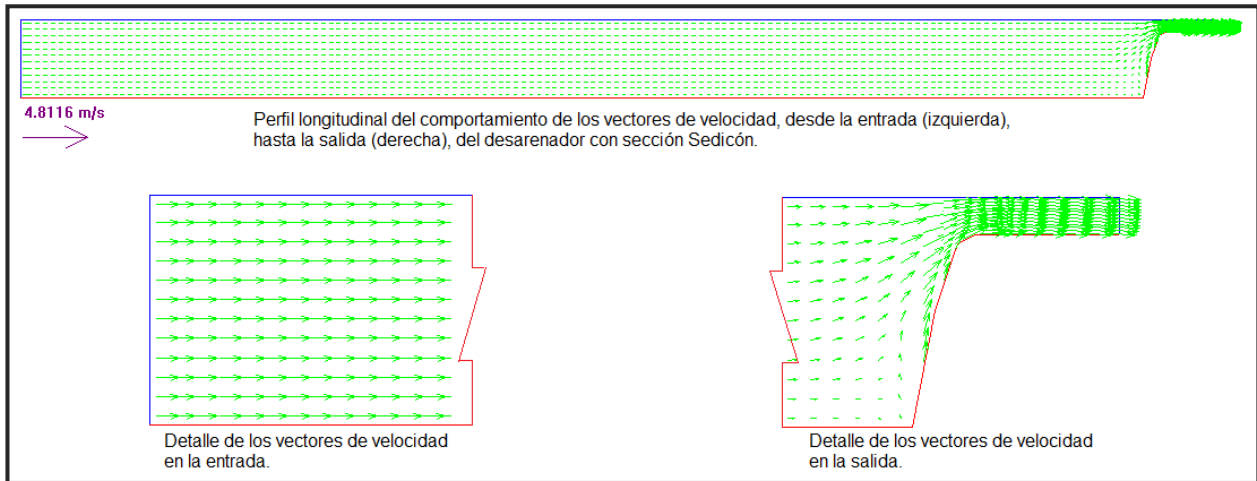 4.8116 m/s
Perfil longitudinal del comportamiento de los vectores de velocidad, desde la entrada (izquierda),
hasta la salida (derecha), del desarenador con sección Sedicón.
Detalle de los vectores de velocidad
en la entrada.
Detalle de los vectores de velocidad
en la salida.